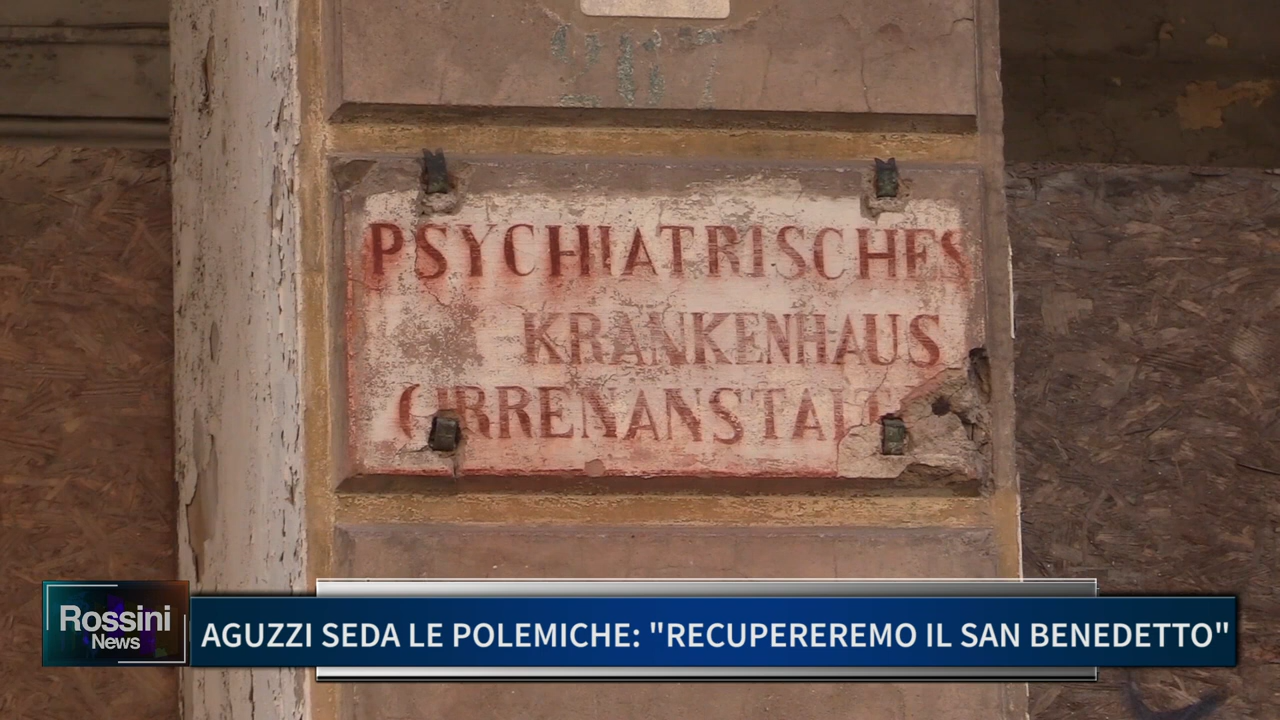 PSYCHIATRISCHES
KRANKENHAUS
(IRRENANSTALT
Rossini
News
AGUZZI SEDA LE POLEMICHE: "RECUPEREREMO IL SAN BENEDETTO"